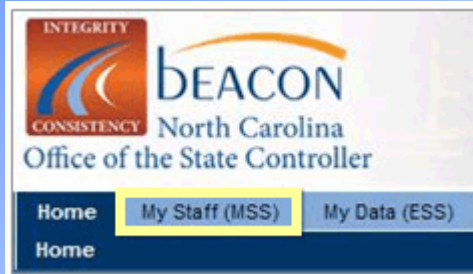 INTEGRITY
CONSISTENCY
bEACON
North Carolina
Office of the State Controller
Home My Staff (MSS) My Data (ESS)
Home